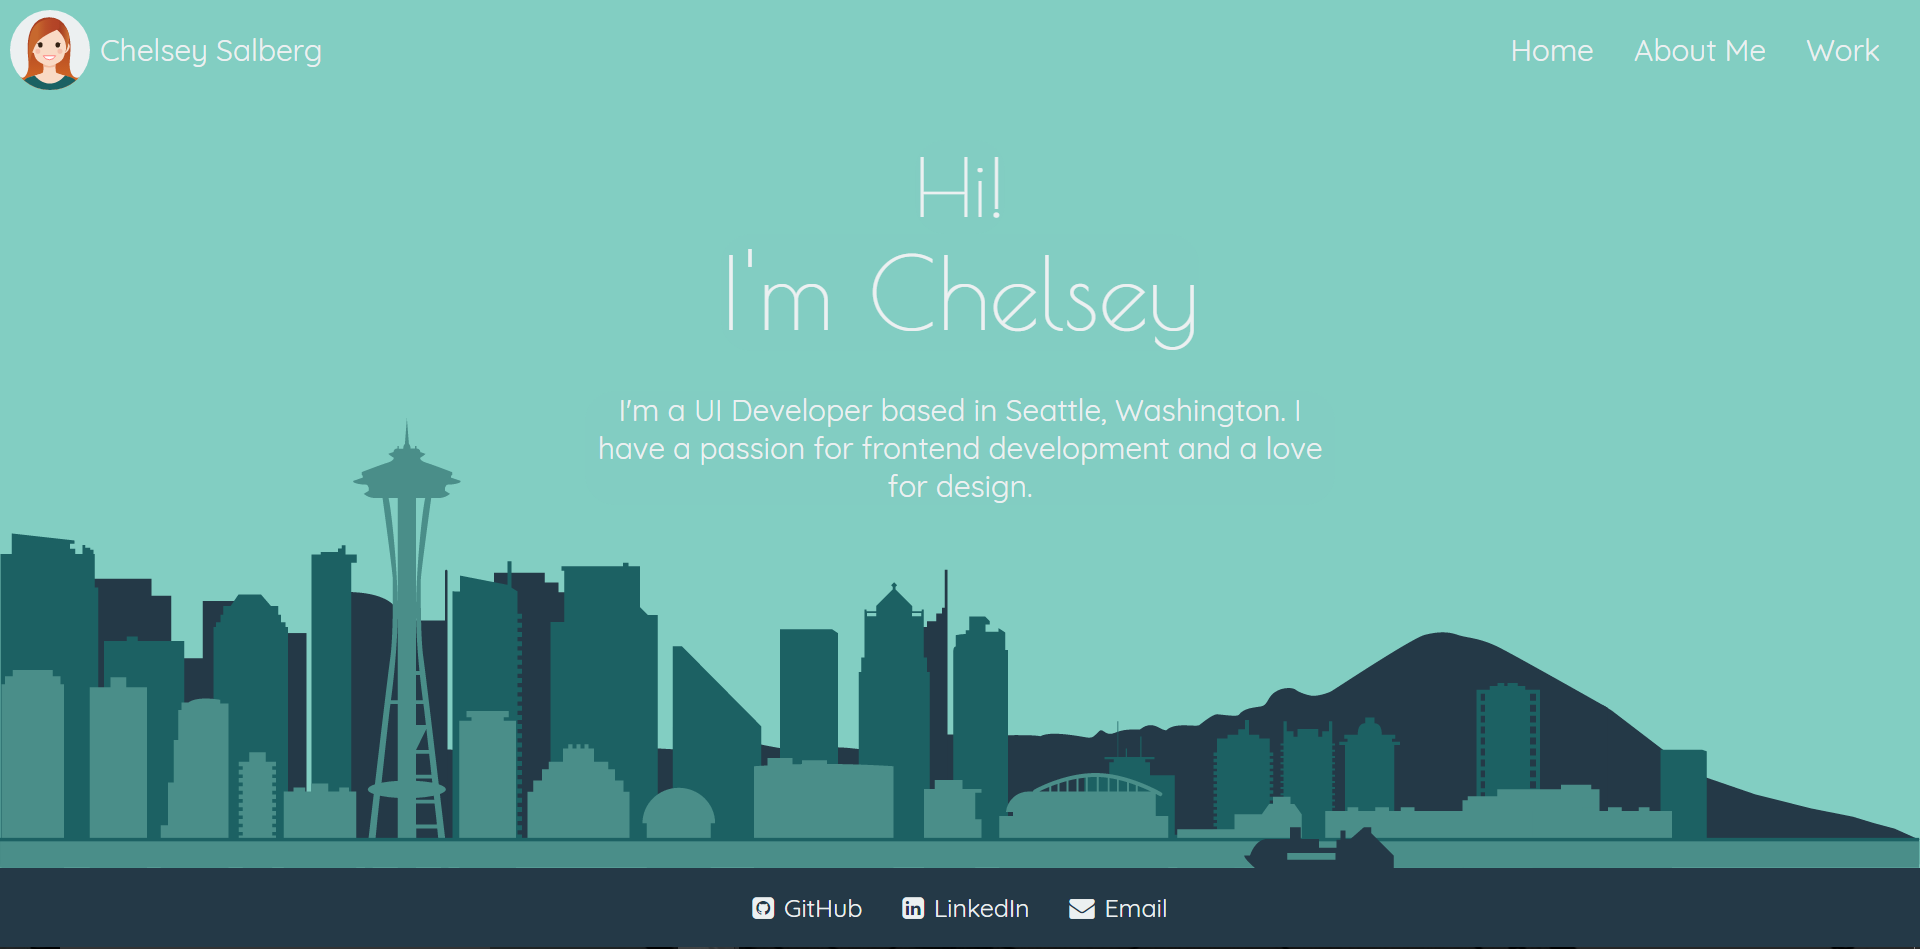 Chelsey Salberg
Home
About Me
Work
Hi!
I'm Chelsey
I'm a UI Developer based in Seattle, Washington. I
have a passion for frontend development and a love
for design.
GitHub
LinkedIn
Email